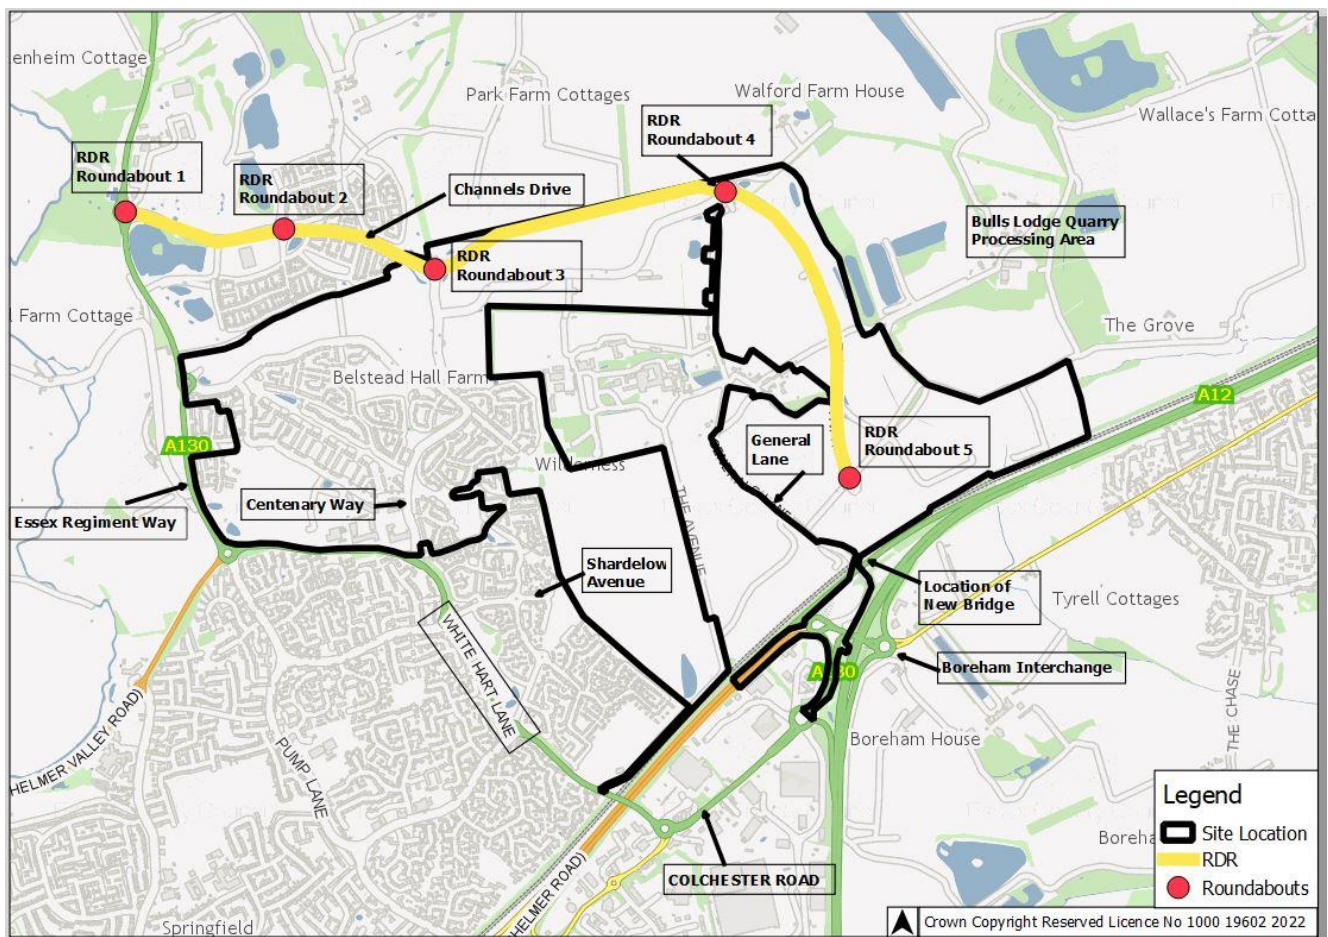 lenheim Cottage
Park Farm Cottages
Walford Farm House
Wallace's Farm Cotta
RDR
Roundabout 4
RDR
Roundabout 1
RDR
Roundabout 2
Channels Drive
Bulls Lodge Quarry
Processing Area
RDR
Roundabout 3
l Farm Cottage
The Grove
Belstead Hall Farm
A12
A130
General
Lane
RDR
Roundabout 5
Wilderness
Centenary Way
Essex Regiment Way
THE AVENUE
Shardelow
Avenue
Location of
New Bridge
Tyrell Cottages
WHITE HART LANE
Boreham Interchange
THE CHASE
HELMER VALLEY ROAD)
PUMP LANE
Boreham House
Legend
Site Location
RDR
Roundabouts
Boreha
COLCHESTER ROAD
HELMER ROAD)
Springfield
Crown Copyright Reserved Licence No 1000 19602 2022